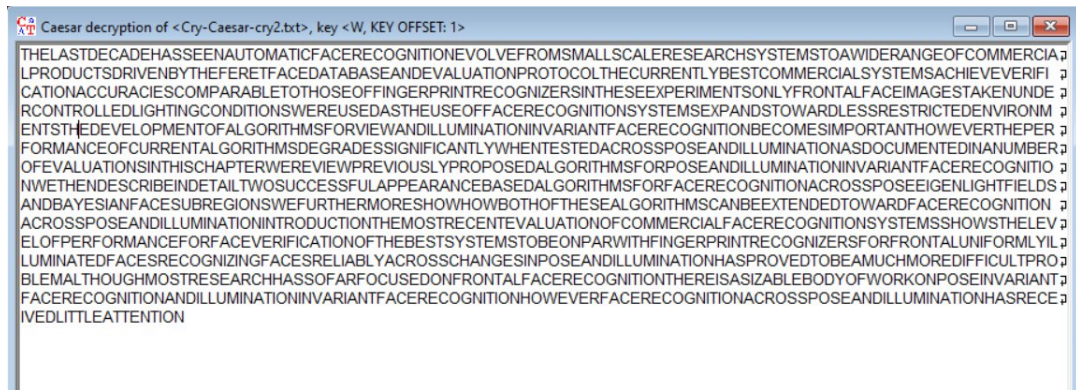 Caesar decryption of <Cry-Caesar-cry2.txt>, key <W, KEY OFFSET: 1>
THELASTDECADEHASSEENAUTOMATICFACERECOGNITIONEVOLVEFROMSMALLSCALERESEARCHSYSTEMSTOAWIDERANGEOFCOMMERCIA
LPRODUCTSDRIVENBYTHEFERETFACEDATABASEANDEVALUATIONPROTOCOLTHECURRENTLYBESTCOMMERCIALSYSTEMSACHIEVEVERIFI
CATIONACCURACIESCOMPARABLETOTHOSEOFFINGERPRINTRECOGNIZERSINTHESEEXPERIMENTSONLYFRONTALFACEIMAGESTAKENUNDE
RCONTROLLEDLIGHTINGCONDITIONSWEREUSEDASTHEUSEOFFACERECOGNITIONSYSTEMSEXPANDSTOWARDLESSRESTRICTEDENVIRONM
ENTSTHEDEVELOPMENTOFALGORITHMSFORVIEWANDILLUMINATIONINVARIANTFACERECOGNITIONBECOMESIMPORTANTHOWEVERTHEPER
FORMANCEOFCURRENTALGORITHMSDEGRADESSIGNIFICANTLYWHENTESTEDACROSSPOSEANDILLUMINATIONASDOCUMENTEDINANUMBER
OFEVALUATIONSINTHISCHAPTERWEREVIEWPREVIOUSLYPROPOSEDALGORITHMSFORPOSEANDILLUMINATIONINVARIANTFACERECOGNITIO
NWETHENDESCRIBEINDETAILTWOSUCCESSFULAPPEARANCEBASEDALGORITHMSFORFACERECOGNITIONACROSSPOSEEIGENLIGHTFIELDS
ANDBAYESIANFACESUBREGIONSWEFURTHERMORESHOWHOWBOTHOFTHESEALGORITHMSCANBEEXTENDEDTOWARDFACERECOGNITION
ACROSSPOSEANDILLUMINATIONINTRODUCTIONTHEMOSTRECENTEVALUATIONOFCOMMERCIALFACERECOGNITIONSYSTEMSSHOWSTHELEV
ELOFPERFORMANCEFORFACEVERIFICATIONOFTHEBESTSYSTEMSTOBEONPARWITHFINGERPRINTRECOGNIZERSFORFRONTALUNIFORMLYIL
LUMINATEDFACESRECOGNIZINGFACESRELIABLYACROSSCHANGESINPOSEANDILLUMINATIONHASPROVEDTOBEAMUCHMOREDIFFICULTPRO
BLEMALTHOUGHMOSTRESEARCHHASSOFARFOCUSEDONFRONTALFACERECOGNITIONTHEREISASIZABLEBODYOFWORKONPOSEINVARIANT
FACERECOGNITIONANDILLUMINATIONINVARIANTFACERECOGNITIONHOWEVERFACERECOGNITIONACROSSPOSEANDILLUMINATIONHASRECE
IVEDLITTLEATTENTION